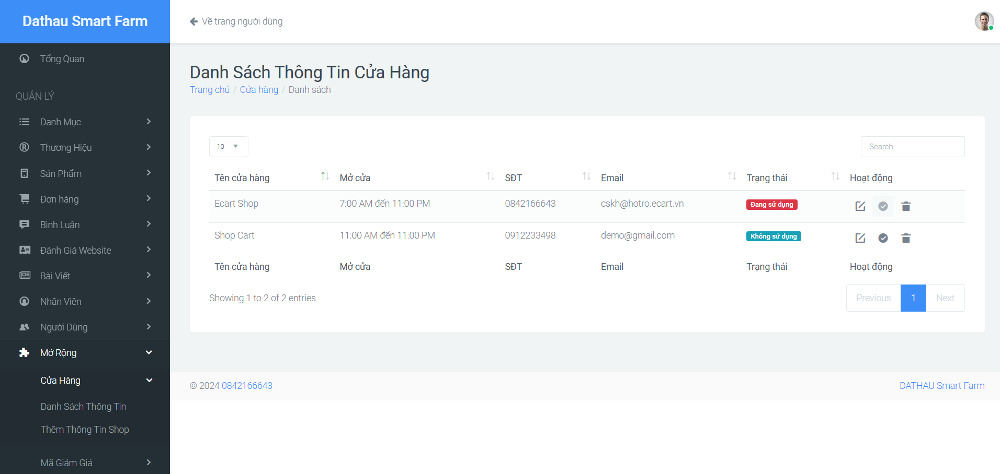 Dathau Smart Farm
Về trang người dùng
Tổng Quan
QUẢN LÝ
Danh Mục
Thương Hiệu
Sản Phẩm
Đơn hàng
Bình Luận
Đánh Giá Website
Bài Viết
Nhân Viên
Người Dùng
Mở Rộng
Cửa Hàng
Danh Sách Thông Tin
Thêm Thông Tin Shop
Mã Giảm Giá
Danh Sách Thông Tin Cửa Hàng
Trang chủ / Cửa hàng / Danh sách
10 Search...
Tên cửa hàng Mở cửa SĐT Email Trạng thái Hoạt động
Ecart Shop 7:00 AM đến 11:00 PM 0842166643 cskh@hotro.ecart.vn Đang sử dụng
Shop Cart 11:00 AM đến 11:00 PM 0912233498 demo@gmail.com Không sử dụng
Tên cửa hàng Mở cửa SĐT Email Trạng thái Hoạt động
Showing 1 to 2 of 2 entries Previous 1 Next
© 2024 0842166643 DATHAU Smart Farm